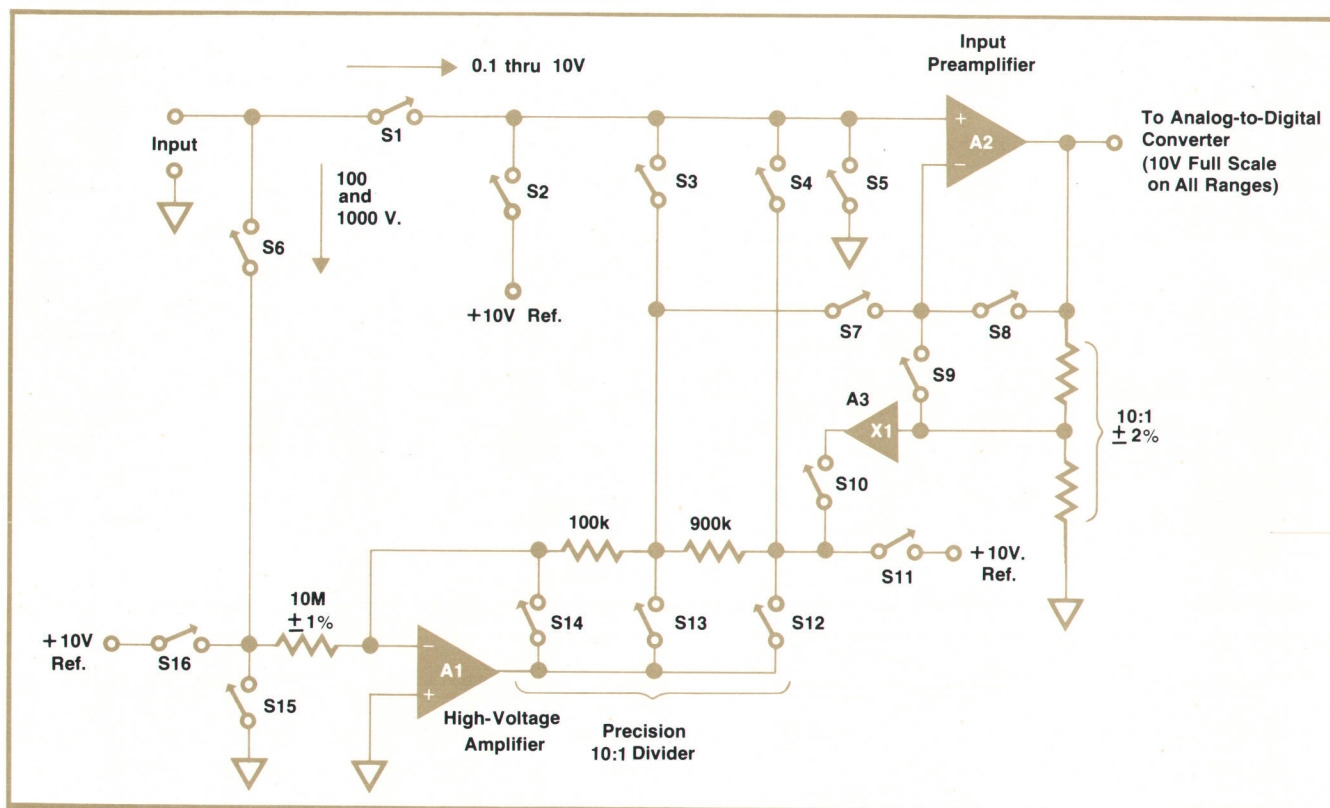 Input
Preamplifier
0.1 thru 10V
To Analog-to-Digital
Converter
(10V Full Scale
on All Ranges)
+
A2
−
S1
Input
100
and
1000 V.
S2
S3
S4
S5
S6
+10V Ref.
S7
S8
S9
A3
X1
10:1
± 2%
S10
100k
900k
+10V.
Ref.
S11
10M
± 1%
S14
S13
S12
+10V
Ref.
S16
−
A1
+
S15
High-Voltage
Amplifier
Precision
10:1 Divider